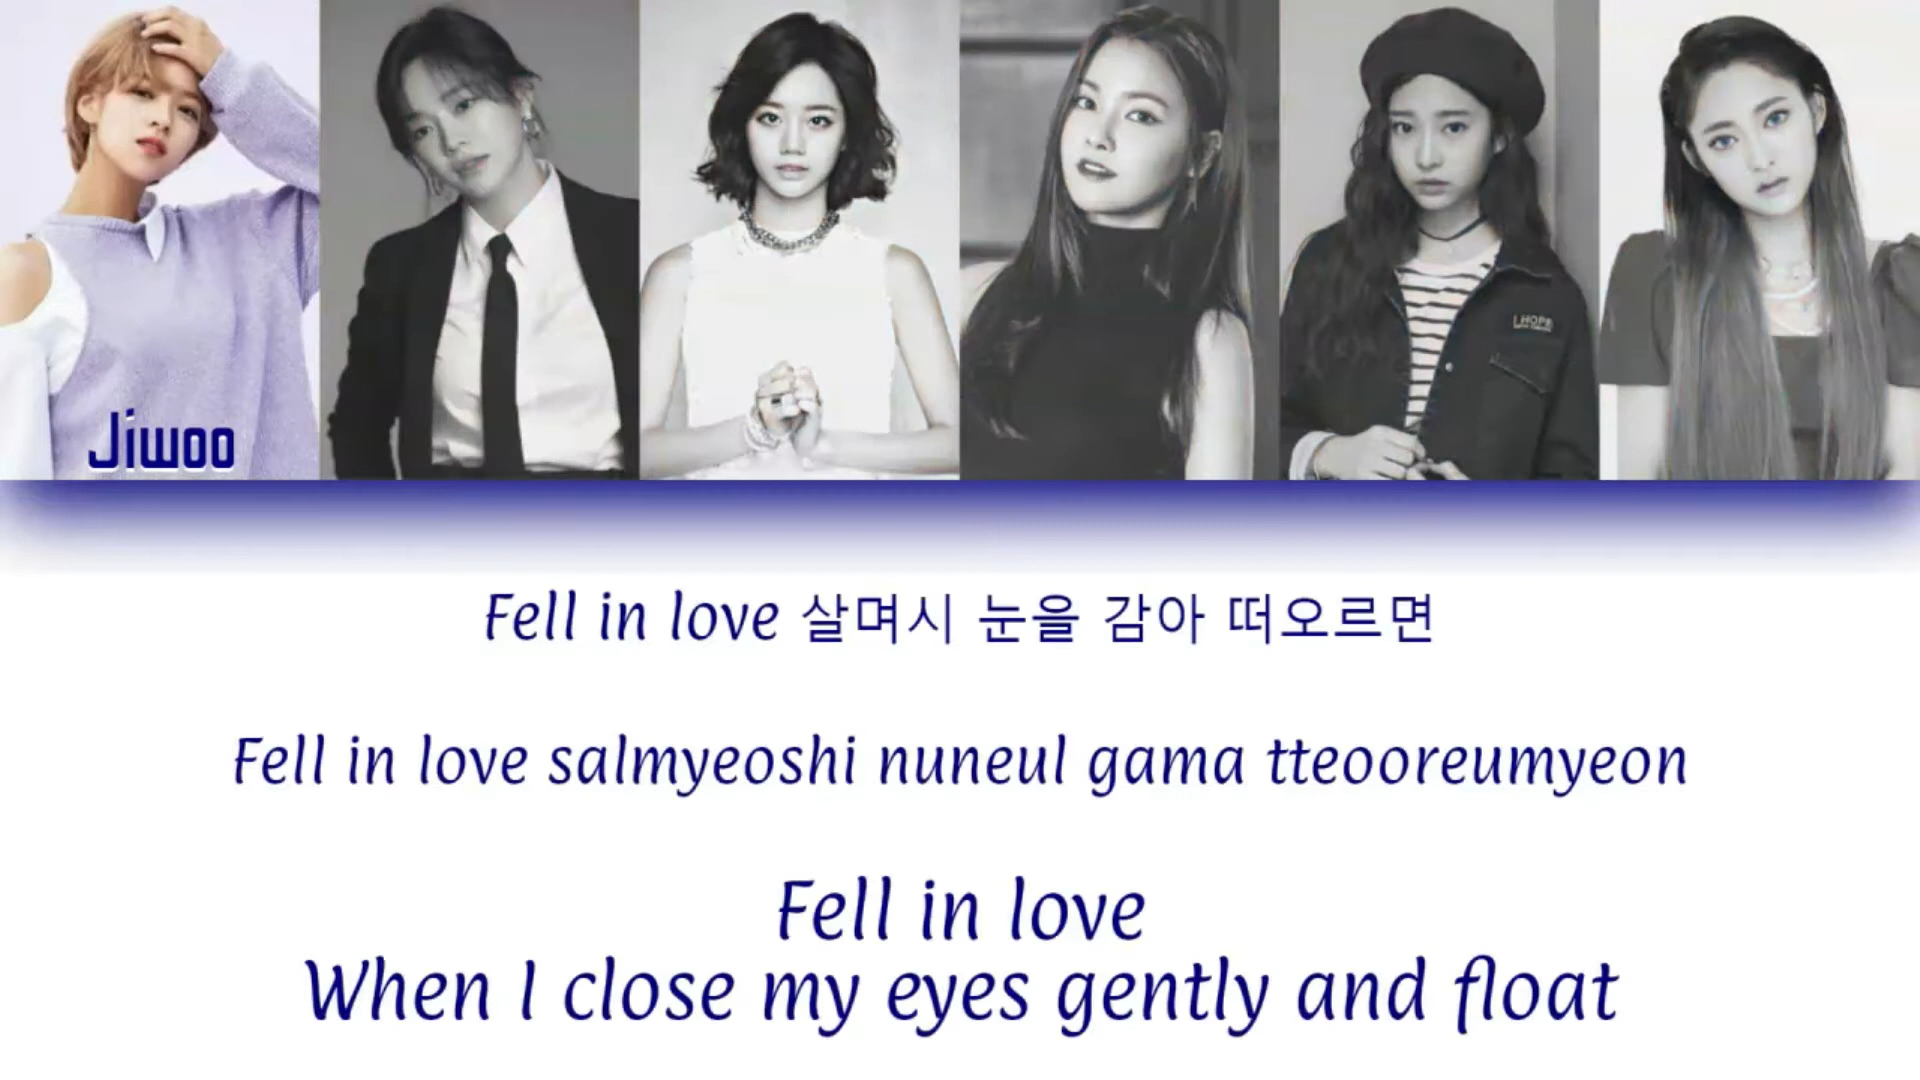 Jiwoo
I.HOPE
Fell in love 살며시 눈을 감아 떠오르면
Fell in love salmyeoshi nuneul gama tteooreumyeon
Fell in love
When I close my eyes gently and float